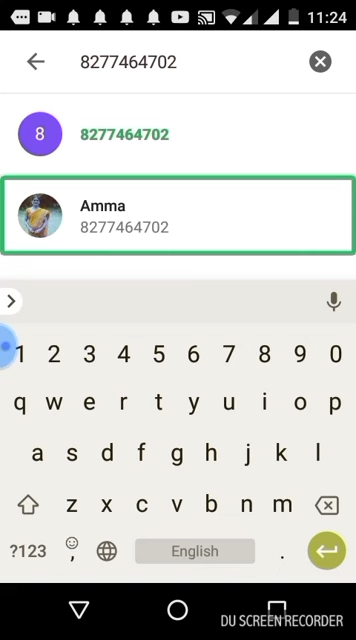 11:24
8277464702
8
8277464702
Amma
8277464702
1 2 3 4 5 6 7 8 9 0
q w e r t y u i o p
a s d f g h j k l
z x c v b n m
?123 , English .
DU SCREEN RECORDER